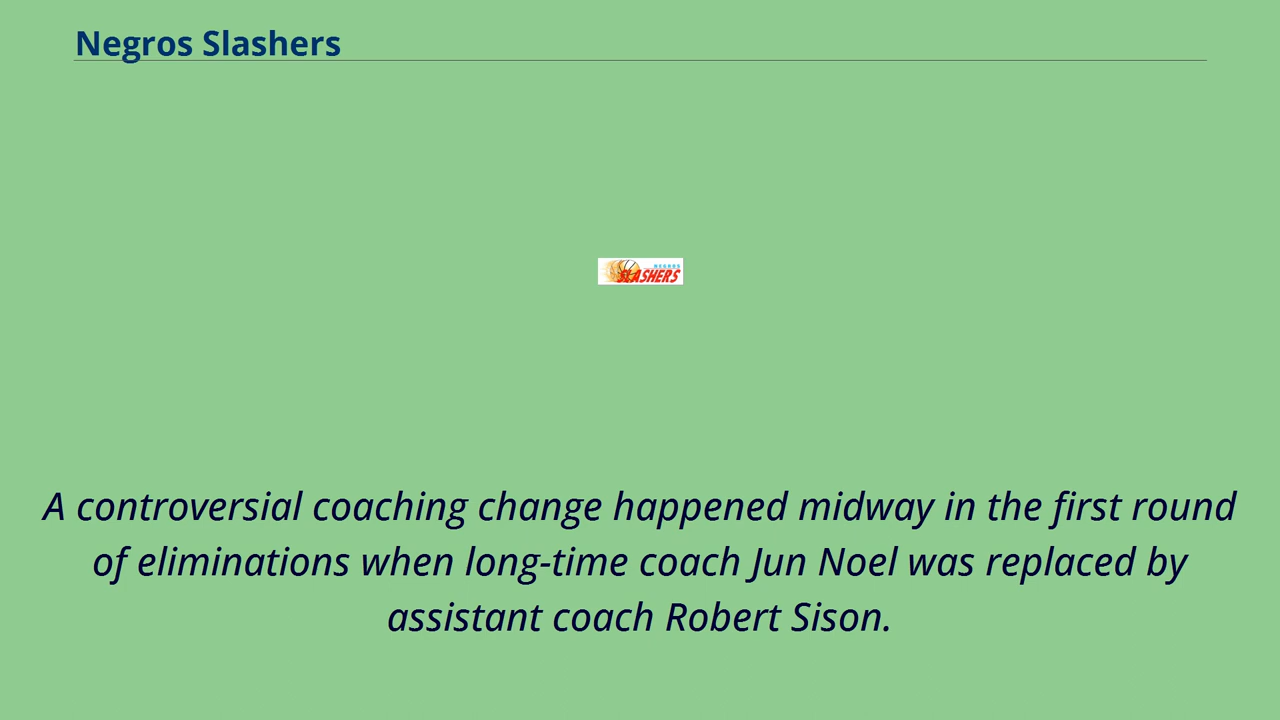 Negros Slashers
NEGROS
SLASHERS
A controversial coaching change happened midway in the first round
of eliminations when long-time coach Jun Noel was replaced by
assistant coach Robert Sison.